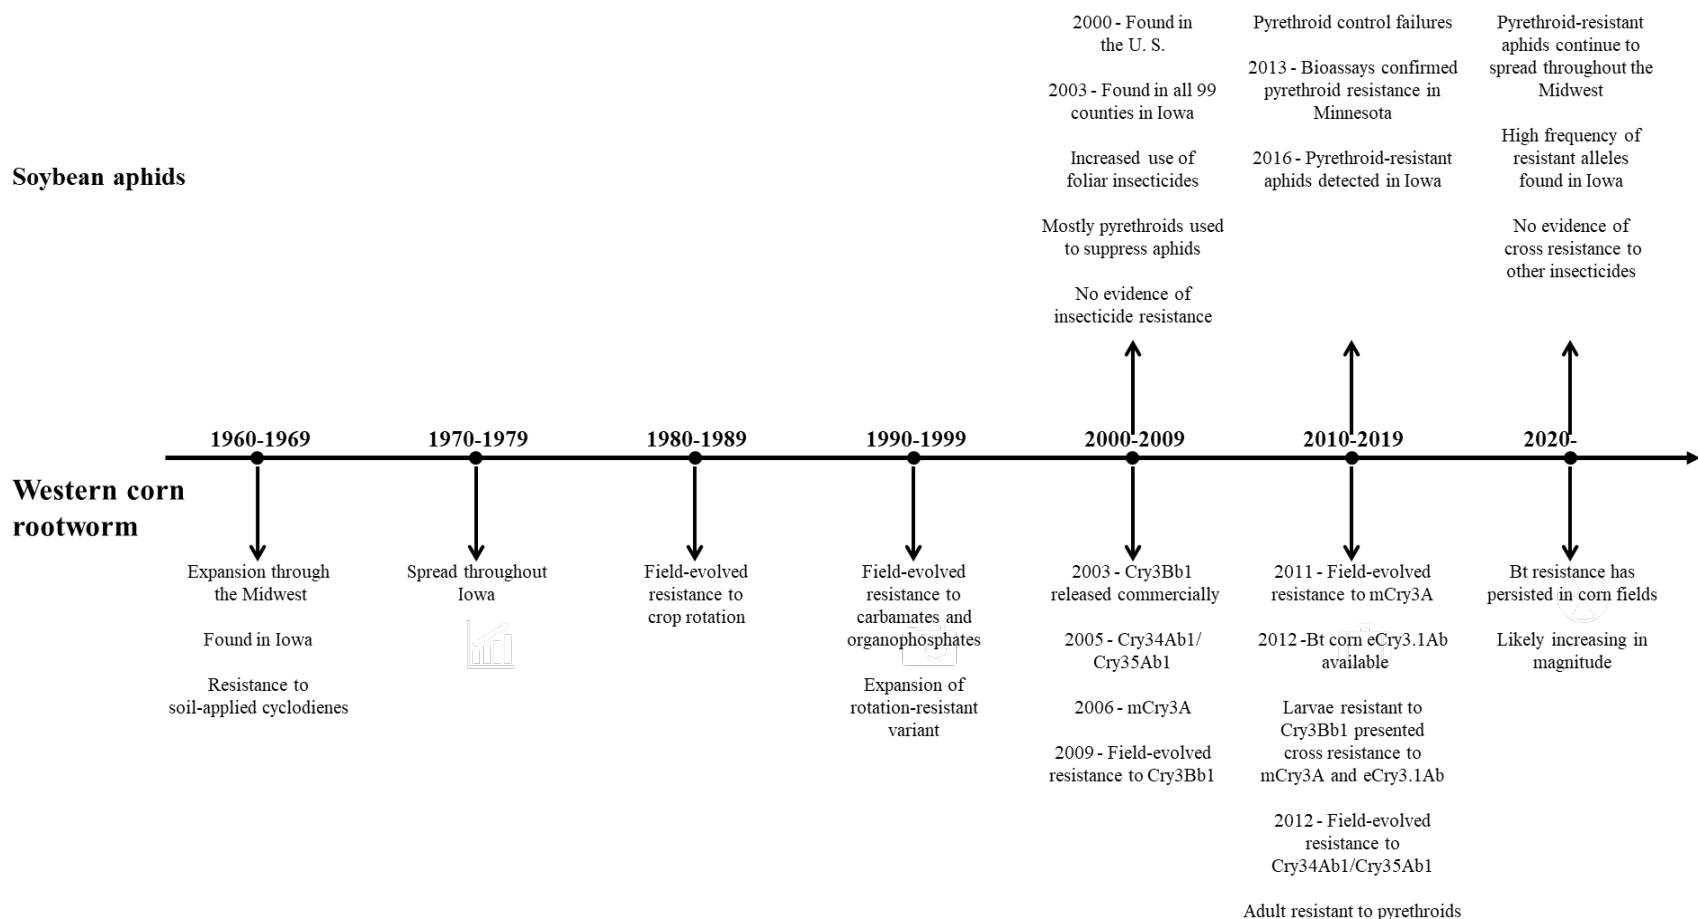 Soybean aphids
2000 - Found in
the U. S.
2003 - Found in all 99
counties in Iowa
Increased use of
foliar insecticides
Mostly pyrethroids used
to suppress aphids
No evidence of
insecticide resistance
Pyrethroid control failures
2013 - Bioassays confirmed
pyrethroid resistance in
Minnesota
2016 - Pyrethroid-resistant
aphids detected in Iowa
Pyrethroid-resistant
aphids continue to
spread throughout the
Midwest
High frequency of
resistant alleles
found in Iowa
No evidence of
cross resistance to
other insecticides
1960-1969
1970-1979
1980-1989
1990-1999
2000-2009
2010-2019
2020-
Western corn
rootworm
Expansion through
the Midwest
Found in Iowa
Resistance to
soil-applied cyclodienes
Spread throughout
Iowa
Field-evolved
resistance to
crop rotation
Field-evolved
resistance to
carbamates and
organophosphates
Expansion of
rotation-resistant
variant
2003 - Cry3Bb1
released commercially
2005 - Cry34Ab1/
Cry35Ab1
2006 - mCry3A
2009 - Field-evolved
resistance to Cry3Bb1
2011 - Field-evolved
resistance to mCry3A
2012 -Bt corn eCry3.1Ab
available
Larvae resistant to
Cry3Bb1 presented
cross resistance to
mCry3A and eCry3.1Ab
2012 - Field-evolved
resistance to
Cry34Ab1/Cry35Ab1
Adult resistant to pyrethroids
Bt resistance has
persisted in corn fields
Likely increasing in
magnitude